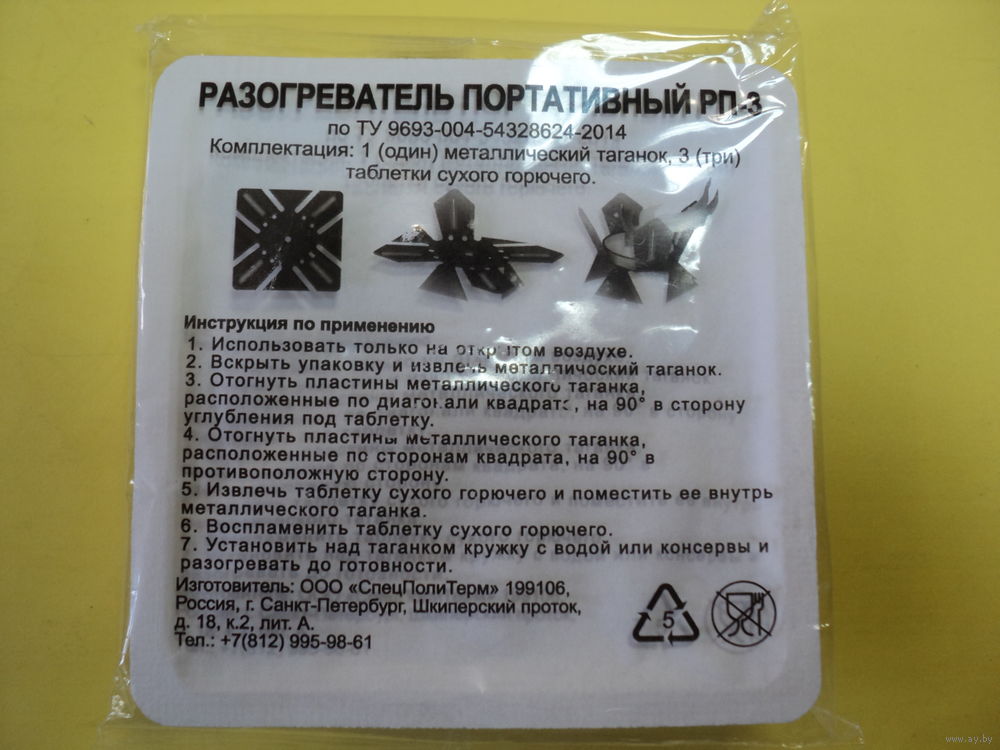 РАЗОГРЕВАТЕЛЬ ПОРТАТИВНЫЙ РП-3
по ТУ 9693-004-54328624-2014
Комплектация: 1 (один) металлический таганок, 3 (три)
таблетки сухого горючего.
Инструкция по применению
1. Использовать только на открытом воздухе.
2. Вскрыть упаковку и извлечь металлический таганок.
3. Отогнуть пластины металлического таганка,
расположенные по диагонали квадрата, на 90° в сторону
углубления под таблетку.
4. Отогнуть пластины металлического таганка,
расположенные по сторонам квадрата, на 90° в
противоположную сторону.
5. Извлечь таблетку сухого горючего и поместить ее внутрь
металлического таганка.
6. Воспламенить таблетку сухого горючего.
7. Установить над таганком кружку с водой или консервы и
разогревать до готовности.
Изготовитель: ООО «СпецПолиТерм» 199106,
Россия, г. Санкт-Петербург, Шкиперский проток,
д. 18, к.2, лит. А.
Тел.: +7(812) 995-98-61
5
www.ay.by